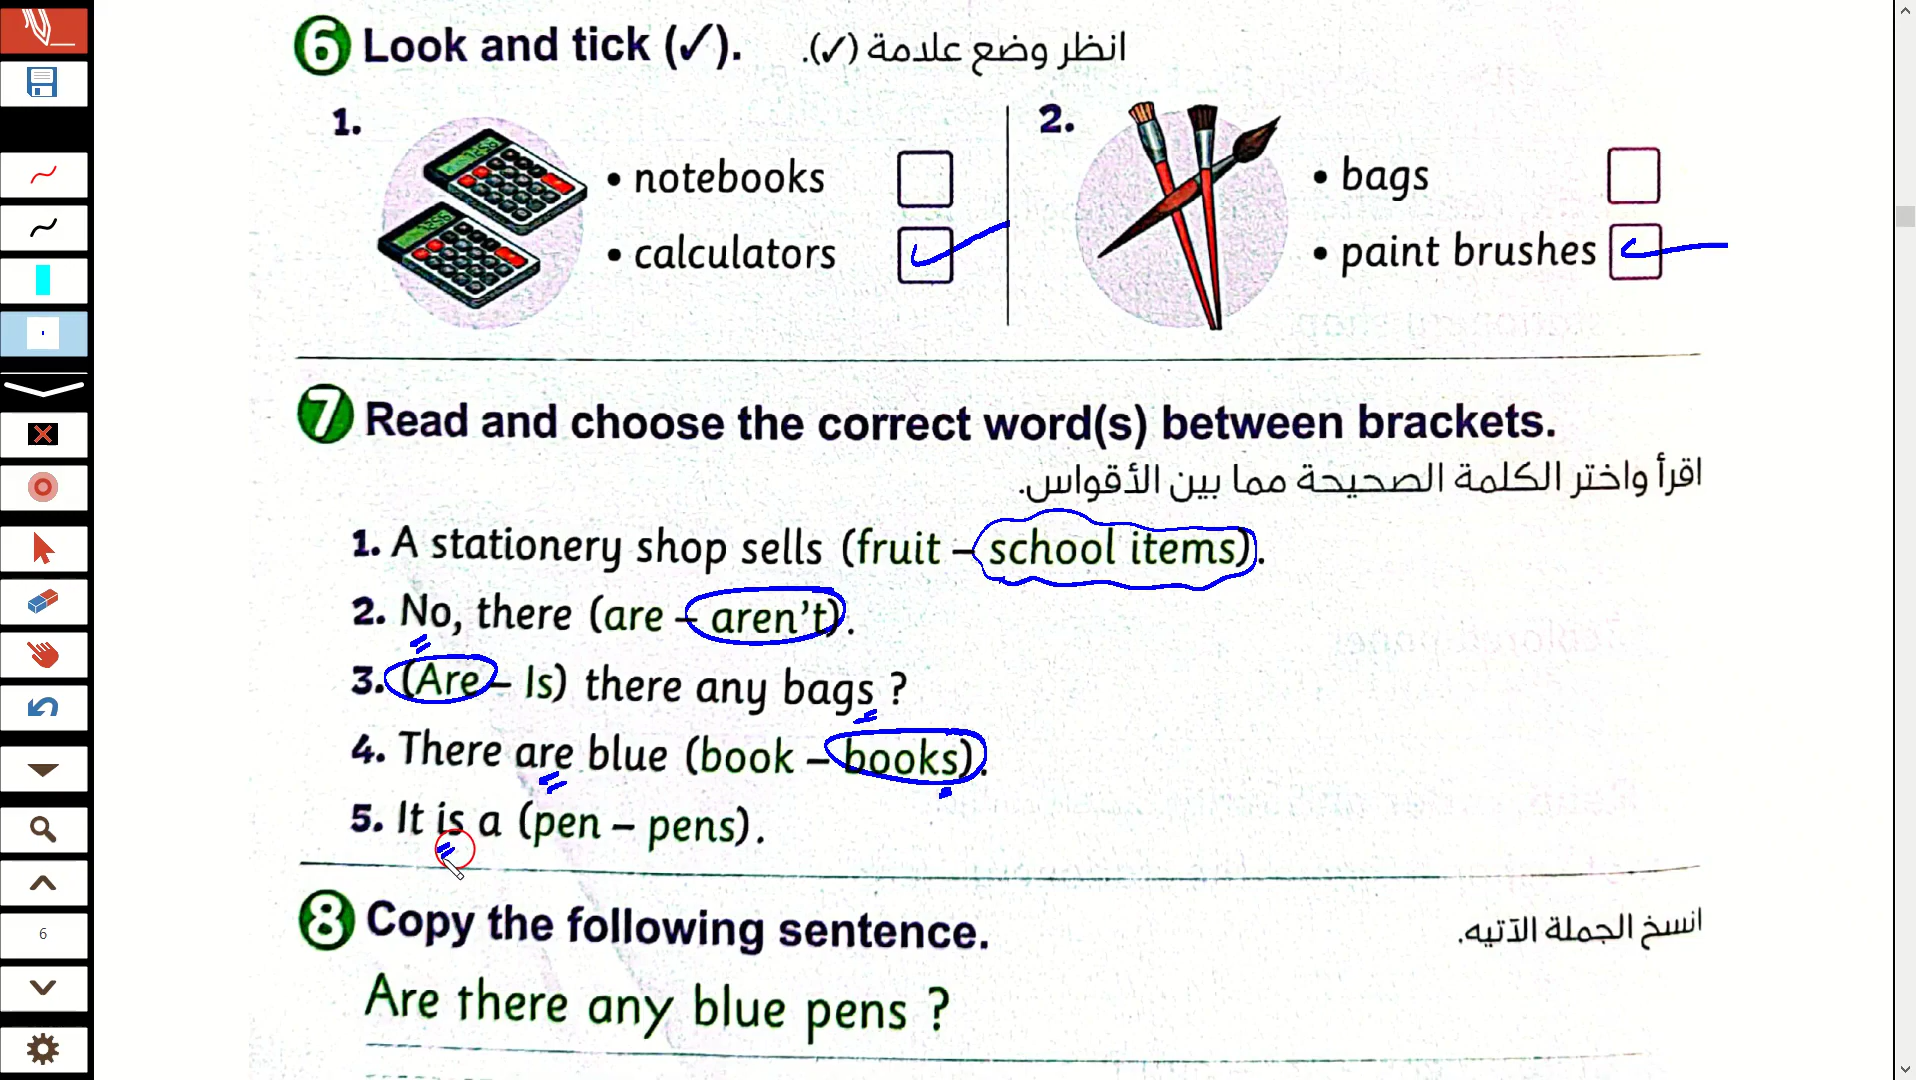 6 Look and tick (✓). انظر وضع علامة (✓).
1.
• notebooks
• calculators
2.
• bags
• paint brushes
7 Read and choose the correct word(s) between brackets.
اقرأ واختر الكلمة الصحيحة مما بين الأقواس.
1. A stationery shop sells (fruit – school items).
2. No, there (are – aren't).
3. (Are – Is) there any bags ?
4. There are blue (book – books).
5. It is a (pen – pens).
8 Copy the following sentence. انسخ الجملة الآتيه.
Are there any blue pens ?
6